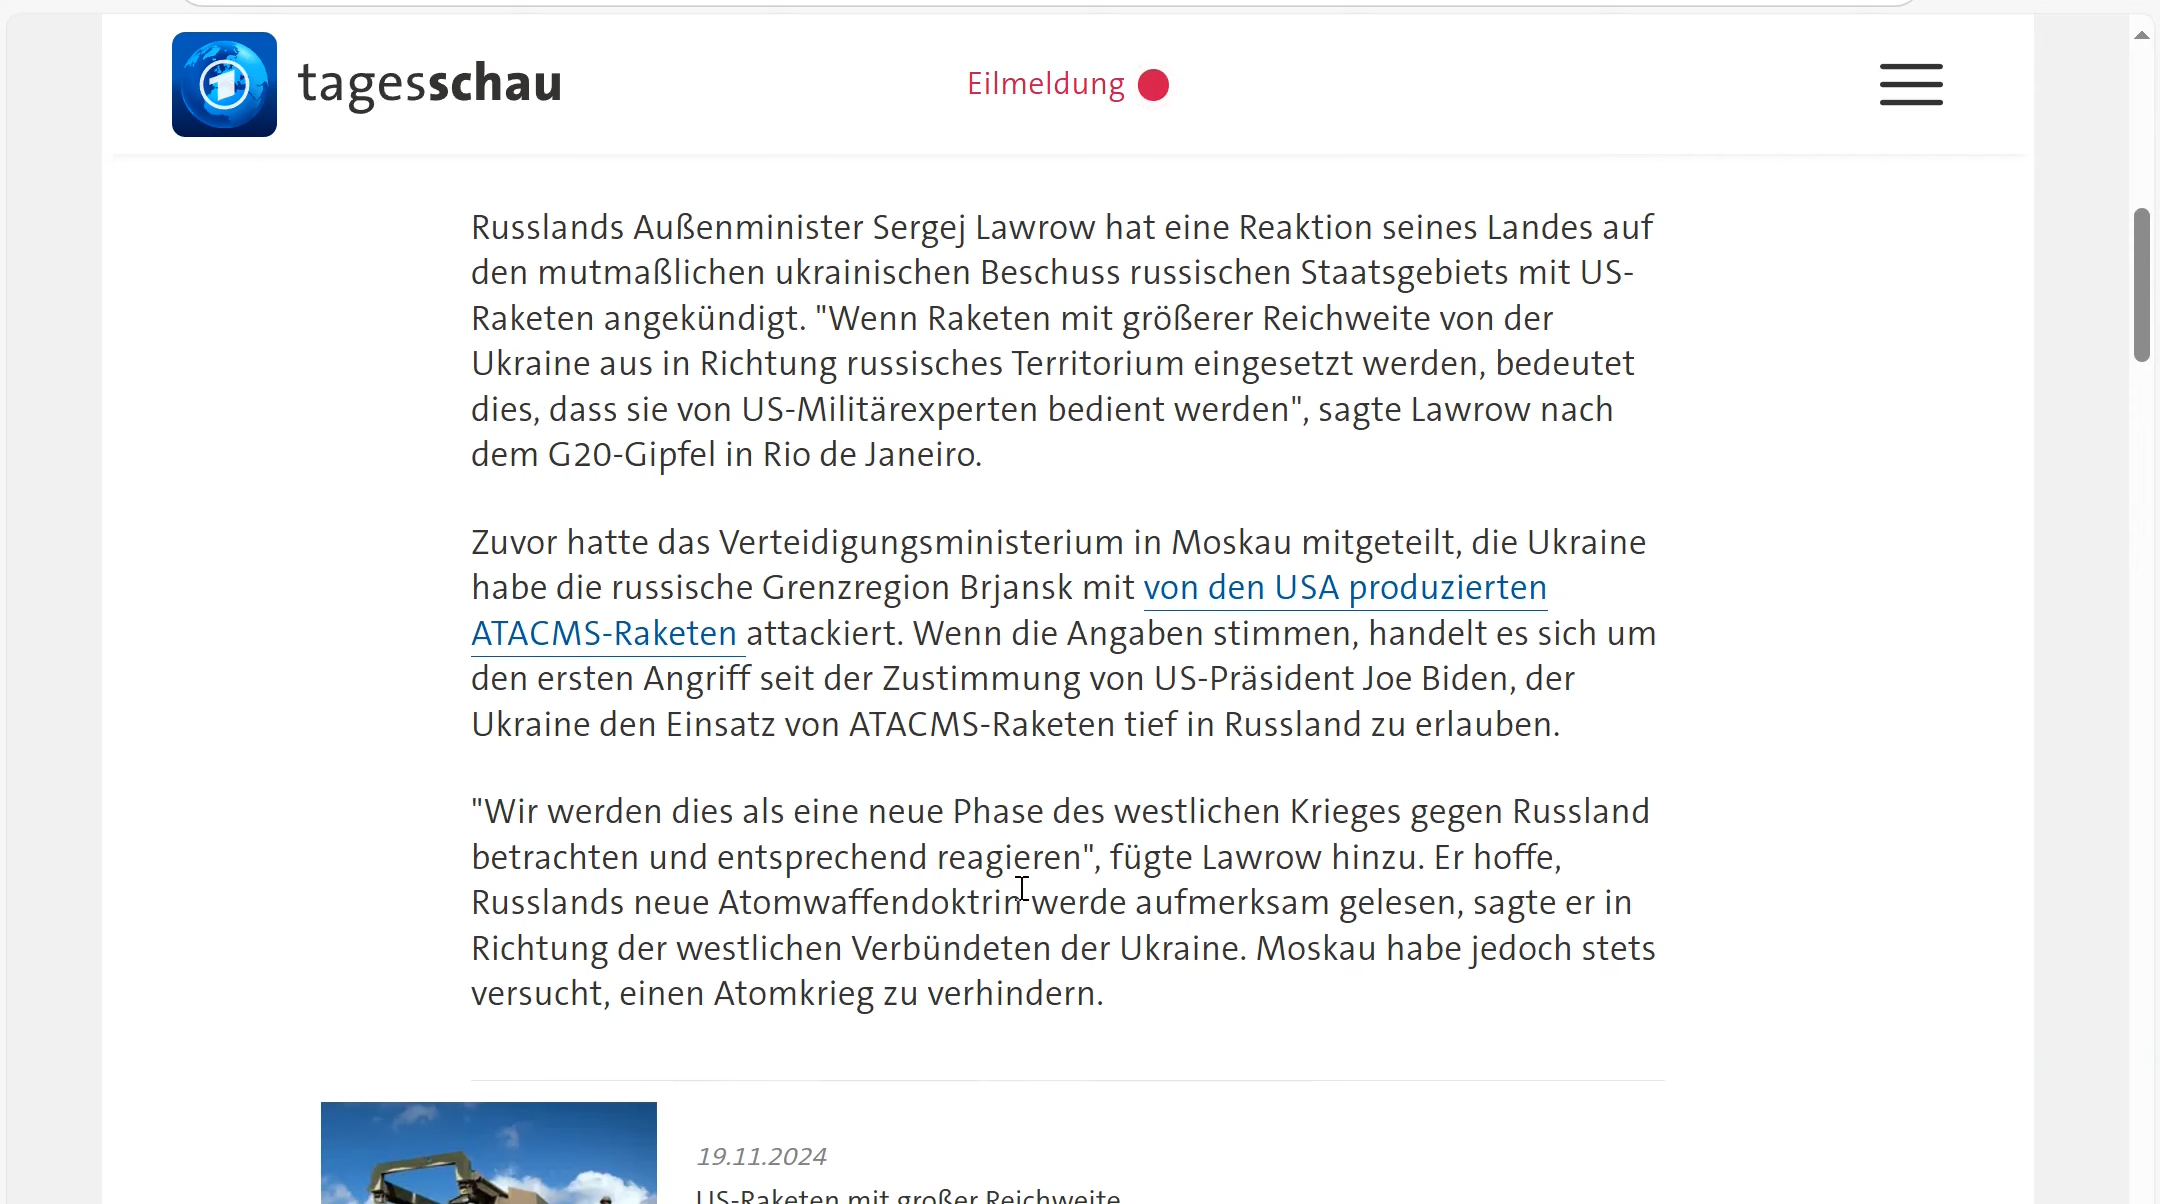 tagesschau
Eilmeldung
Russlands Außenminister Sergej Lawrow hat eine Reaktion seines Landes auf
den mutmaßlichen ukrainischen Beschuss russischen Staatsgebiets mit US-
Raketen angekündigt. "Wenn Raketen mit größerer Reichweite von der
Ukraine aus in Richtung russisches Territorium eingesetzt werden, bedeutet
dies, dass sie von US-Militärexperten bedient werden", sagte Lawrow nach
dem G20-Gipfel in Rio de Janeiro.
Zuvor hatte das Verteidigungsministerium in Moskau mitgeteilt, die Ukraine
habe die russische Grenzregion Brjansk mit von den USA produzierten
ATACMS-Raketen attackiert. Wenn die Angaben stimmen, handelt es sich um
den ersten Angriff seit der Zustimmung von US-Präsident Joe Biden, der
Ukraine den Einsatz von ATACMS-Raketen tief in Russland zu erlauben.
"Wir werden dies als eine neue Phase des westlichen Krieges gegen Russland
betrachten und entsprechend reagieren", fügte Lawrow hinzu. Er hoffe,
Russlands neue Atomwaffendoktrin werde aufmerksam gelesen, sagte er in
Richtung der westlichen Verbündeten der Ukraine. Moskau habe jedoch stets
versucht, einen Atomkrieg zu verhindern.
19.11.2024
US-Raketen mit großer Reichweite